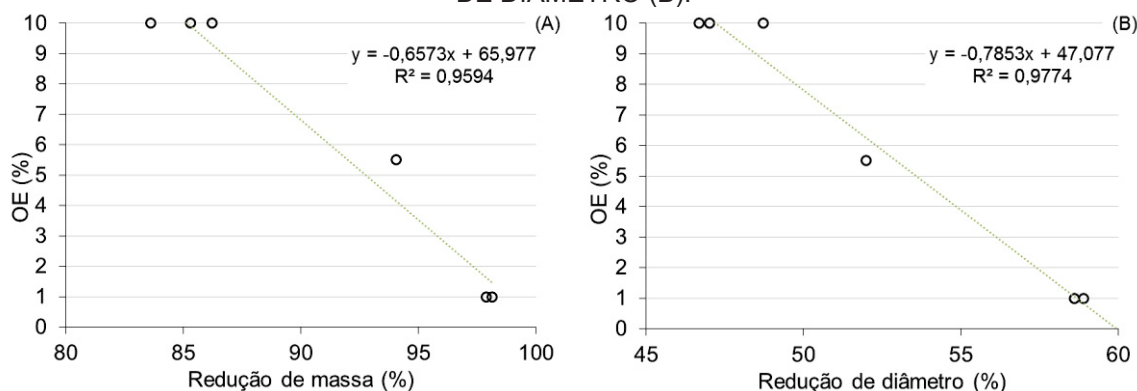 DE DIÂMETRO (B).
(A)
y = -0,6573x + 65,977
R² = 0,9594
OE (%)
10
9
8
7
6
5
4
3
2
1
0
80
85
90
95
100
Redução de massa (%)
(B)
y = -0,7853x + 47,077
R² = 0,9774
OE (%)
10
9
8
7
6
5
4
3
2
1
0
45
50
55
60
Redução de diâmetro (%)